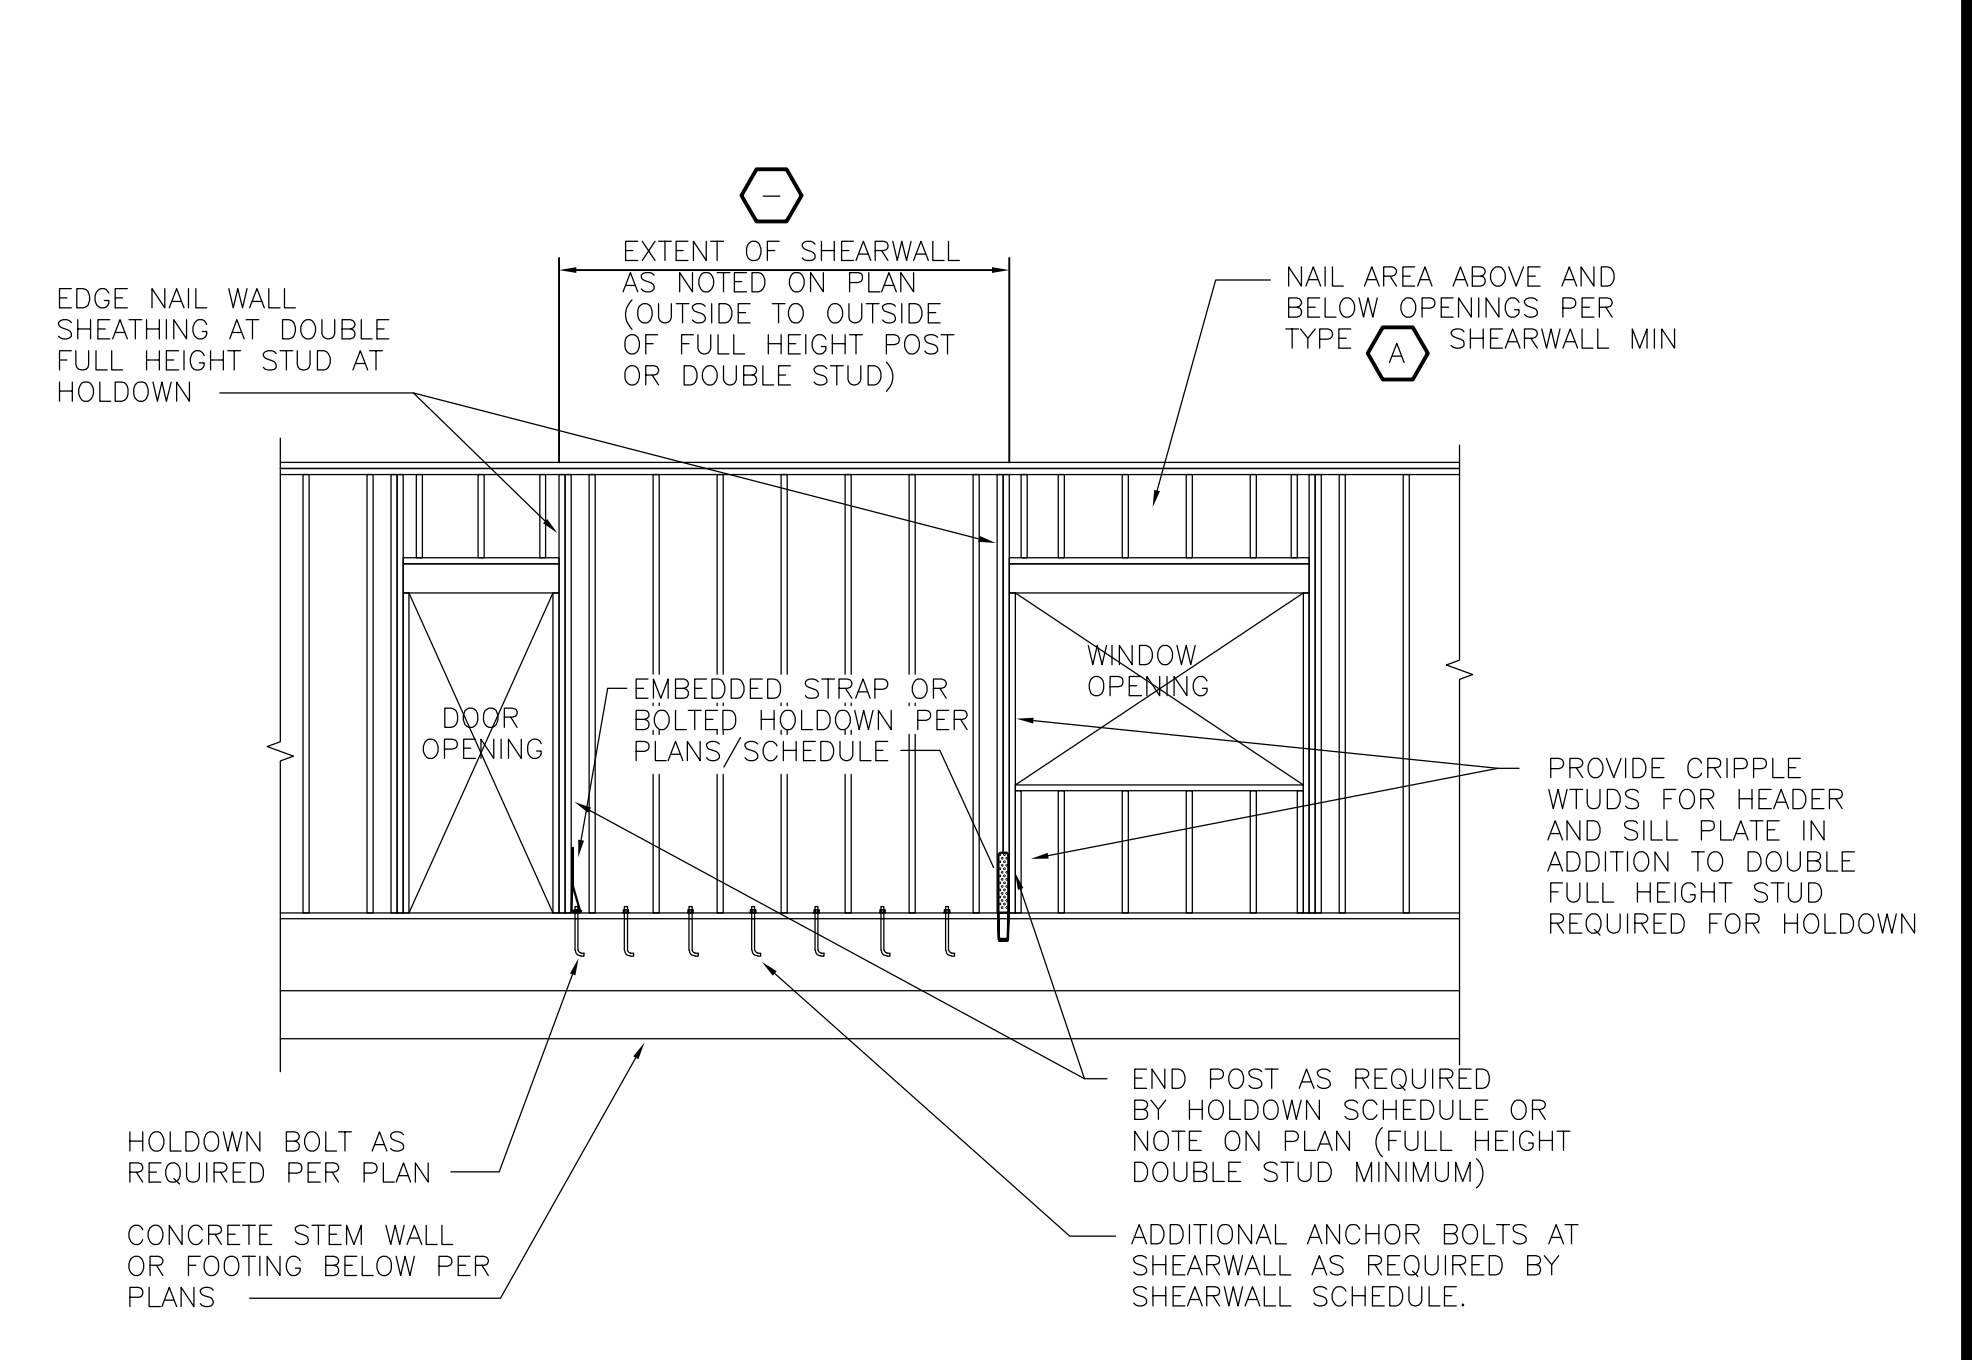 –
EXTENT OF SHEARWALL
AS NOTED ON PLAN
(OUTSIDE TO OUTSIDE
OF FULL HEIGHT POST
OR DOUBLE STUD)
EDGE NAIL WALL
SHEATHING AT DOUBLE
FULL HEIGHT STUD AT
HOLDOWN
NAIL AREA ABOVE AND
BELOW OPENINGS PER
TYPE A SHEARWALL MIN
WINDOW
OPENING
EMBEDDED STRAP OR
BOLTED HOLDOWN PER
PLANS/SCHEDULE
DOOR
OPENING
PROVIDE CRIPPLE
WTUDS FOR HEADER
AND SILL PLATE IN
ADDITION TO DOUBLE
FULL HEIGHT STUD
REQUIRED FOR HOLDOWN
END POST AS REQUIRED
BY HOLDOWN SCHEDULE OR
NOTE ON PLAN (FULL HEIGHT
DOUBLE STUD MINIMUM)
HOLDOWN BOLT AS
REQUIRED PER PLAN
CONCRETE STEM WALL
OR FOOTING BELOW PER
PLANS
ADDITIONAL ANCHOR BOLTS AT
SHEARWALL AS REQUIRED BY
SHEARWALL SCHEDULE.